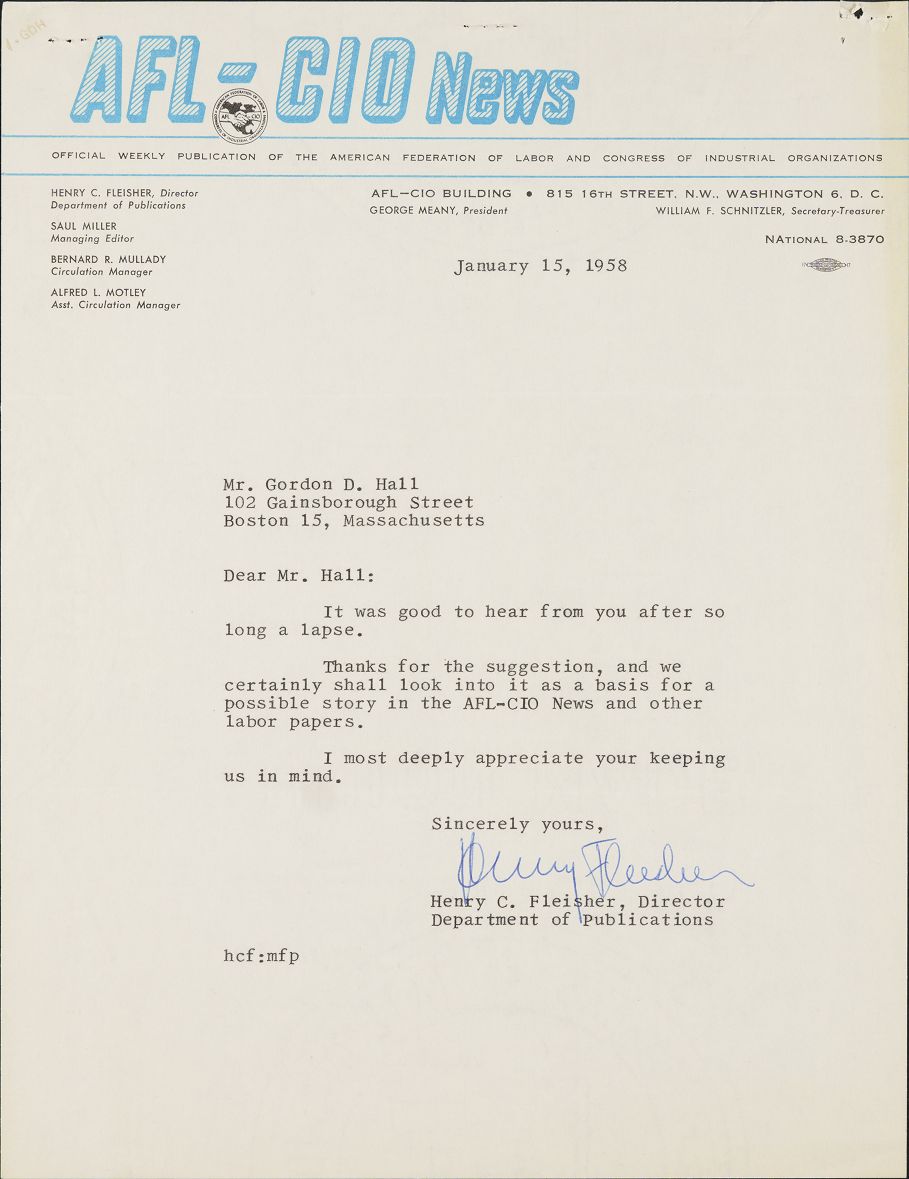 1-GDH
AFL-CIO News
OFFICIAL WEEKLY PUBLICATION OF THE AMERICAN FEDERATION OF LABOR AND CONGRESS OF INDUSTRIAL ORGANIZATIONS
HENRY C. FLEISHER, Director
Department of Publications
SAUL MILLER
Managing Editor
BERNARD R. MULLADY
Circulation Manager
ALFRED L. MOTLEY
Asst. Circulation Manager
AFL—CIO BUILDING • 815 16TH STREET, N.W., WASHINGTON 6, D. C.
GEORGE MEANY, President WILLIAM F. SCHNITZLER, Secretary-Treasurer
NATIONAL 8-3870
January 15, 1958
Mr. Gordon D. Hall
102 Gainsborough Street
Boston 15, Massachusetts
Dear Mr. Hall:
It was good to hear from you after so
long a lapse.
Thanks for the suggestion, and we
certainly shall look into it as a basis for a
possible story in the AFL-CIO News and other
labor papers.
I most deeply appreciate your keeping
us in mind.
Sincerely yours,
Henry Fleisher
Henry C. Fleisher, Director
Department of Publications
hcf:mfp